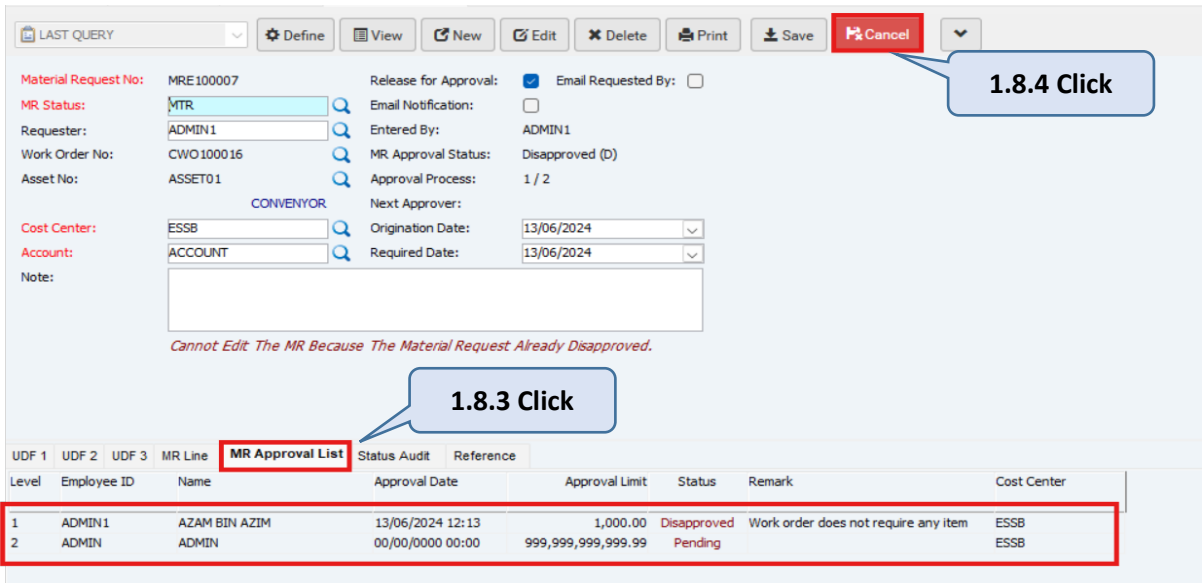 LAST QUERY Define View New Edit Delete Print Save Cancel
1.8.4 Click
Material Request No: MRE100007 Release for Approval: Email Requested By:
MR Status: MTR Email Notification:
Requester: ADMIN1 Entered By: ADMIN1
Work Order No: CWO100016 MR Approval Status: Disapproved (D)
Asset No: ASSET01 Approval Process: 1 / 2
CONVENYOR Next Approver:
Cost Center: ESSB Origination Date: 13/06/2024
Account: ACCOUNT Required Date: 13/06/2024
Note:
Cannot Edit The MR Because The Material Request Already Disapproved.
1.8.3 Click
UDF 1 UDF 2 UDF 3 MR Line MR Approval List Status Audit Reference
Level Employee ID Name Approval Date Approval Limit Status Remark Cost Center
1 ADMIN1 AZAM BIN AZIM 13/06/2024 12:13 1,000.00 Disapproved Work order does not require any item ESSB
2 ADMIN ADMIN 00/00/0000 00:00 999,999,999,999.99 Pending ESSB